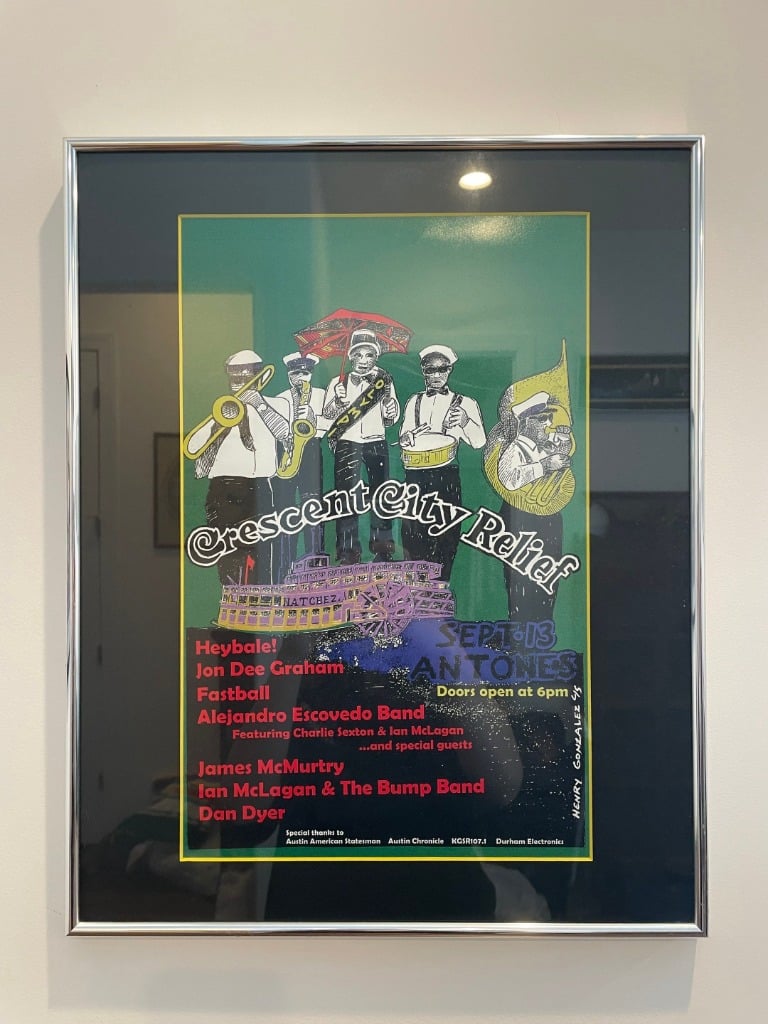 Crescent City Relief
NATCHEZ
SEPT. 13
ANTONES
Doors open at 6pm
Heybale!
Jon Dee Graham
Fastball
Alejandro Escovedo Band
Featuring Charlie Sexton & Ian McLagan
...and special guests
James McMurtry
Ian McLagan & The Bump Band
Dan Dyer
HENRY GONZALEZ
Special thanks to
Austin American Statesman Austin Chronicle KGSR107.1 Durham Electronics